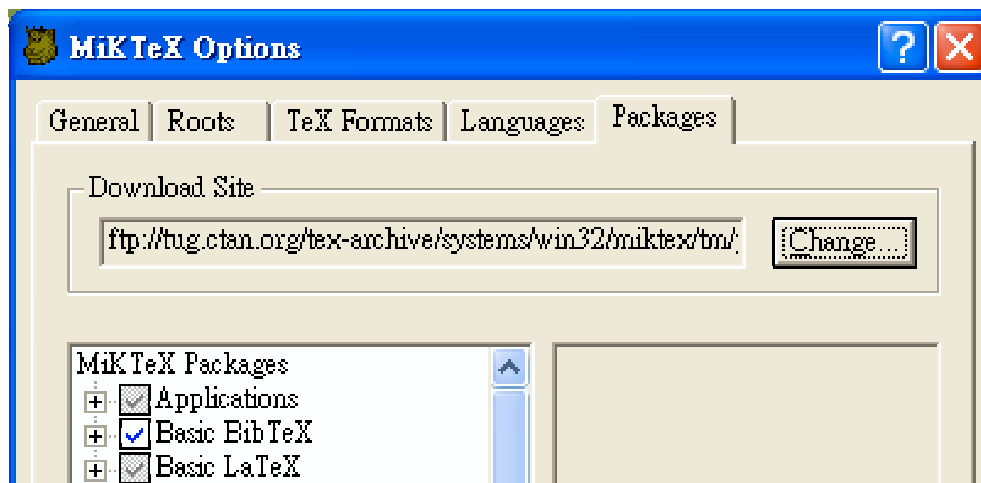 MiKTeX Options
General Roots TeX Formats Languages Packages
Download Site
ftp://tug.ctan.org/tex-archive/systems/win32/miktex/tm/
Change...
MiKTeX Packages
Applications
Basic BibTeX
Basic LaTeX